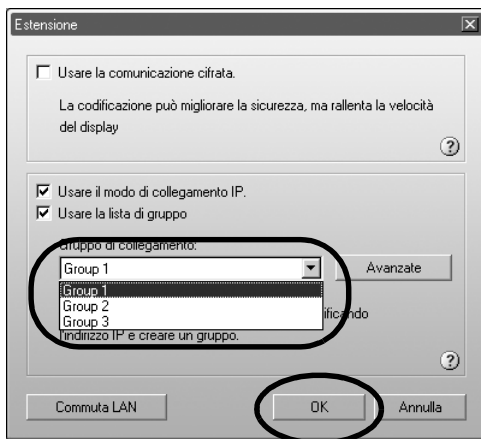 Estensione
Usare la comunicazione cifrata.
La codificazione può migliorare la sicurezza, ma rallenta la velocità
del display
?
Usare il modo di collegamento IP.
Usare la lista di gruppo
Gruppo di collegamento:
Group 1
Avanzate
Group 1
Group 2
Group 3
l'indirizzo IP e creare un gruppo.
?
Commuta LAN
OK
Annulla